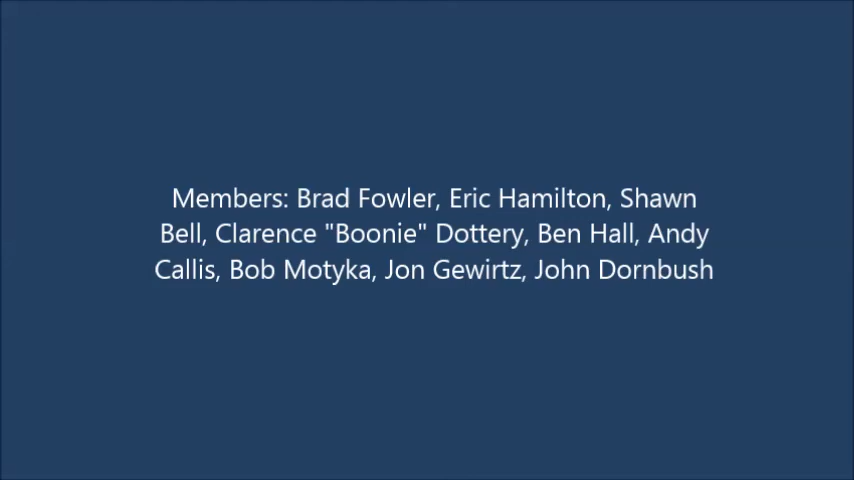 Members: Brad Fowler, Eric Hamilton, Shawn
Bell, Clarence "Boonie" Dottery, Ben Hall, Andy
Callis, Bob Motyka, Jon Gewirtz, John Dornbush